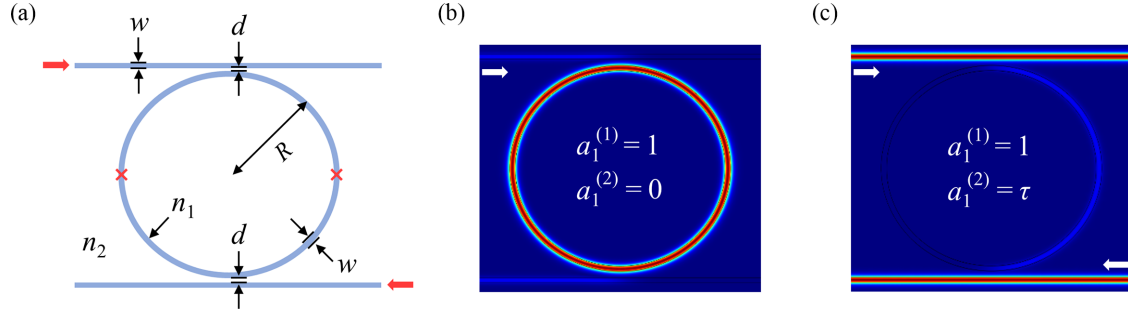 (a)
w
d
R
n₁
n₂
d
w
(b)
a₁⁽¹⁾ = 1
a₁⁽²⁾ = 0
(c)
a₁⁽¹⁾ = 1
a₁⁽²⁾ = τ